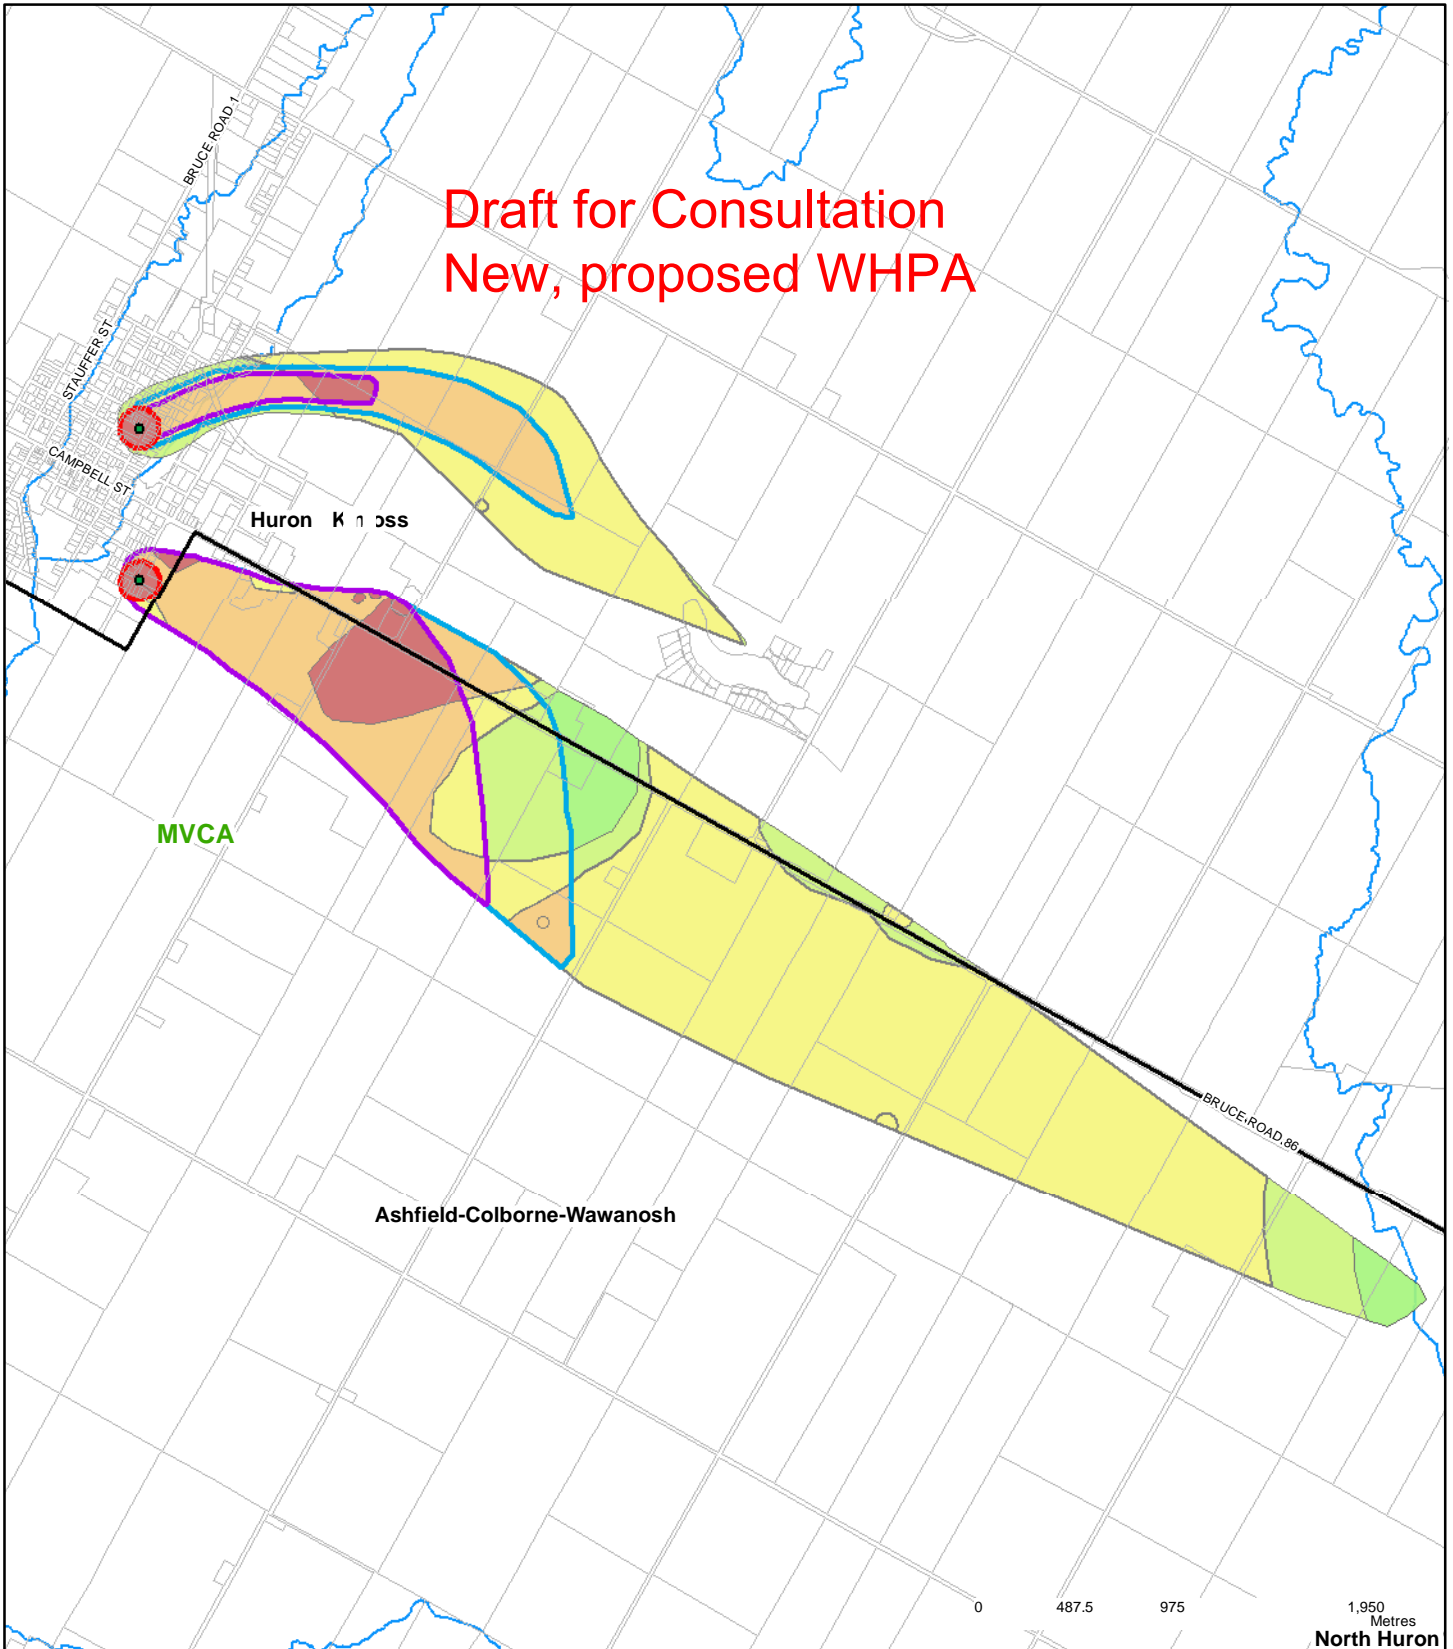 BRUCE ROAD 1
Draft for Consultation
New, proposed WHPA
STAUFFER ST
CAMPBELL ST
Huron
MVCA
BRUCE ROAD 86
Ashfield-Colborne-Wawanosh
0 487.5 975 1,950
Metres
North Huron